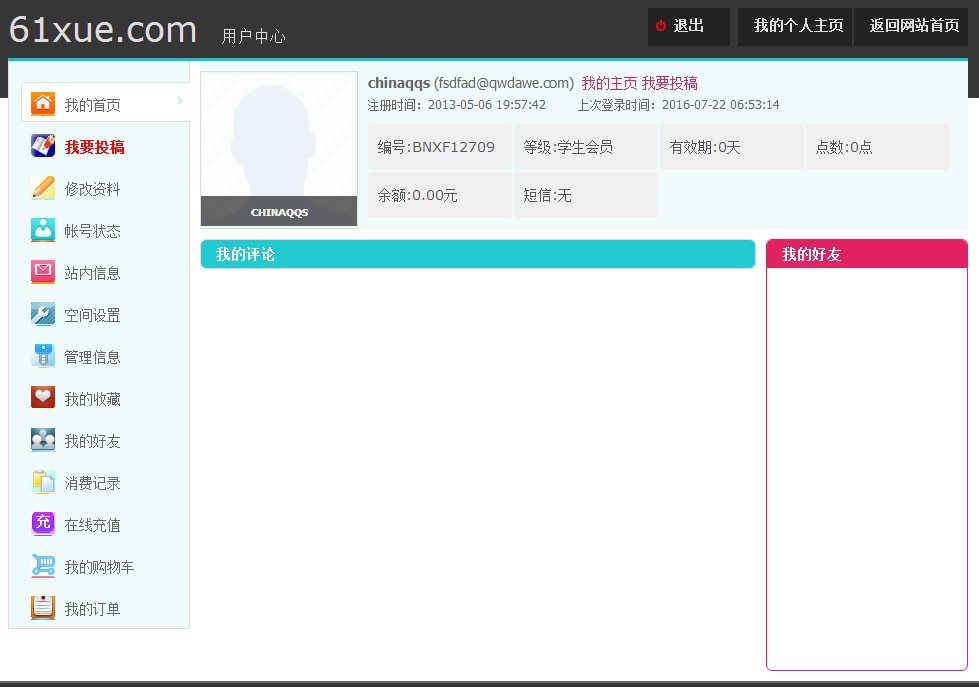 61xue.com 用户中心
退出 我的个人主页 返回网站首页
我的首页
我要投稿
修改资料
帐号状态
站内信息
空间设置
管理信息
我的收藏
我的好友
消费记录
充 在线充值
我的购物车
我的订单
CHINAQQS
chinaqqs (fsdfad@qwdawe.com) 我的主页 我要投稿
注册时间：2013-05-06 19:57:42 上次登录时间：2016-07-22 06:53:14
编号:BNXF12709 等级:学生会员 有效期:0天 点数:0点
余额:0.00元 短信:无
我的评论
我的好友